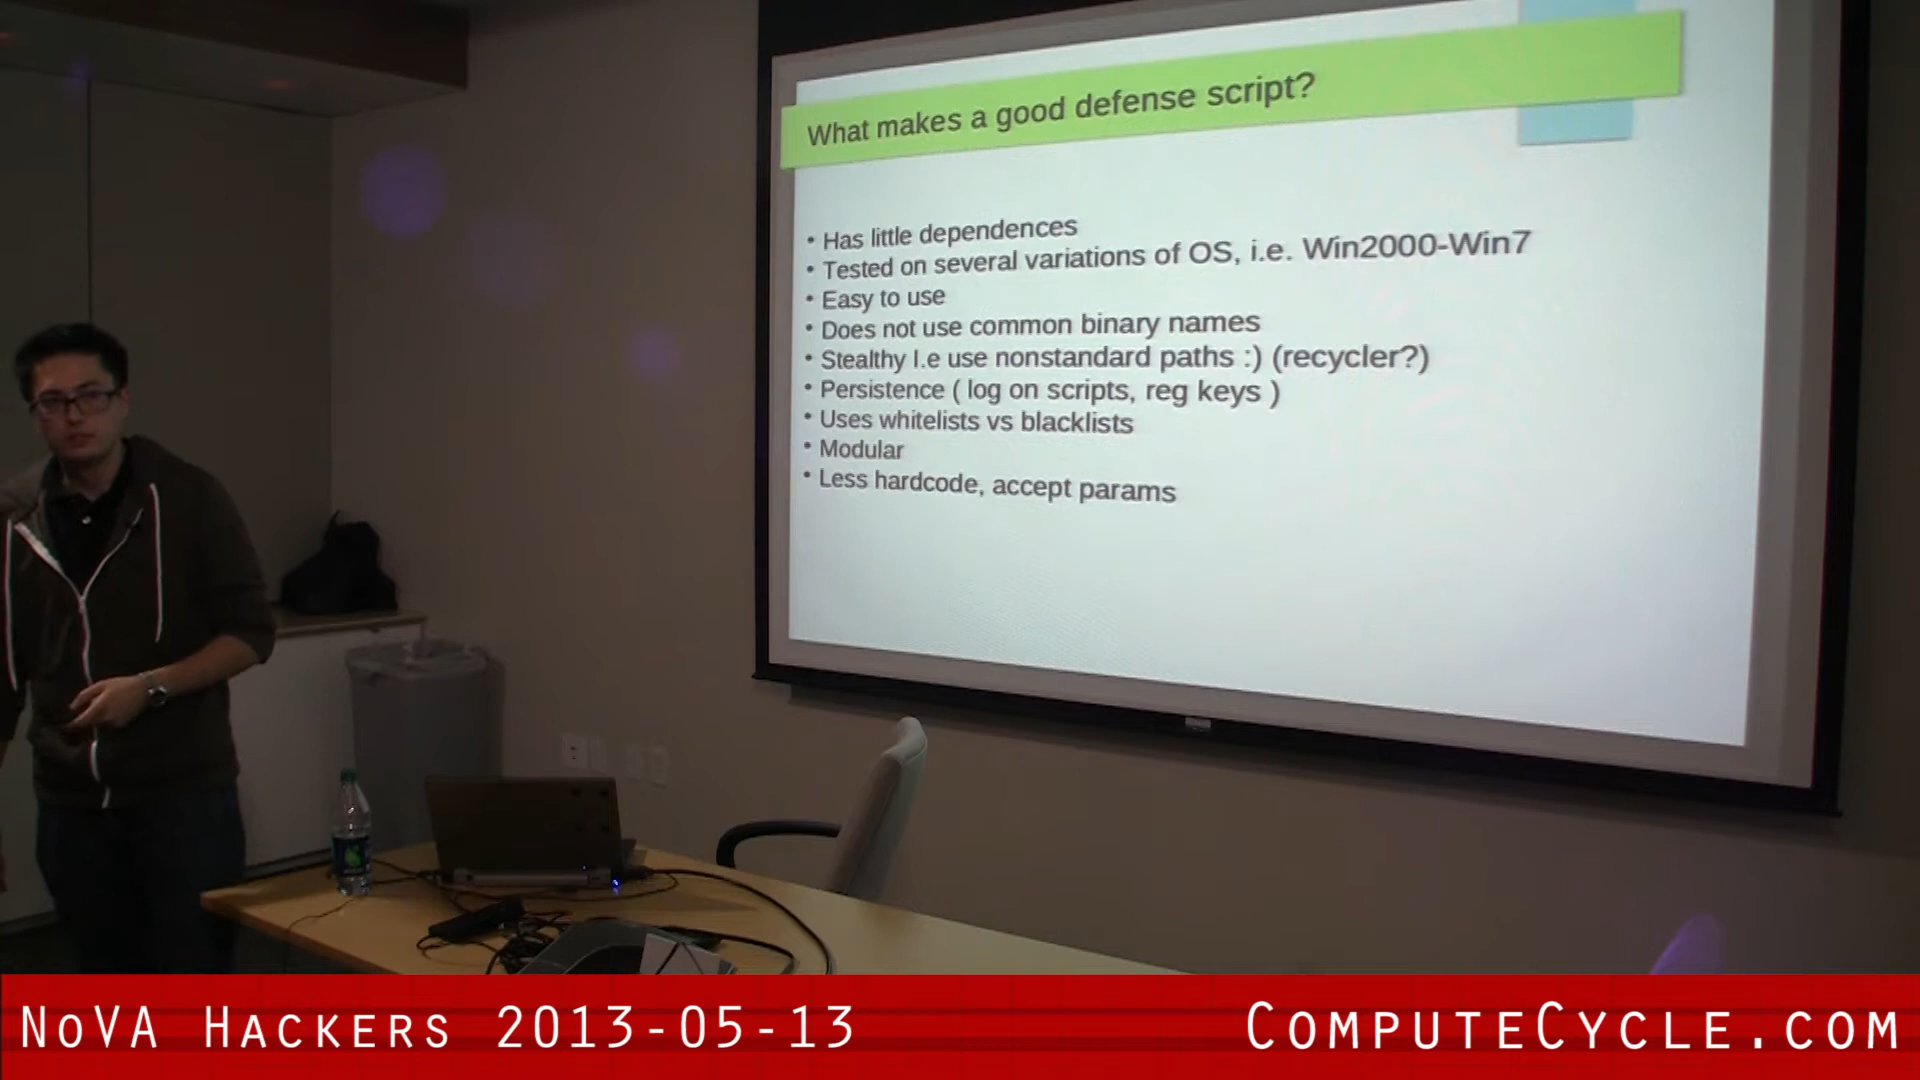 What makes a good defense script?
• Has little dependences
• Tested on several variations of OS, i.e. Win2000-Win7
• Easy to use
• Does not use common binary names
• Stealthy I.e use nonstandard paths :) (recycler?)
• Persistence ( log on scripts, reg keys )
• Uses whitelists vs blacklists
• Modular
• Less hardcode, accept params
NoVA Hackers 2013-05-13
ComputeCycle.com